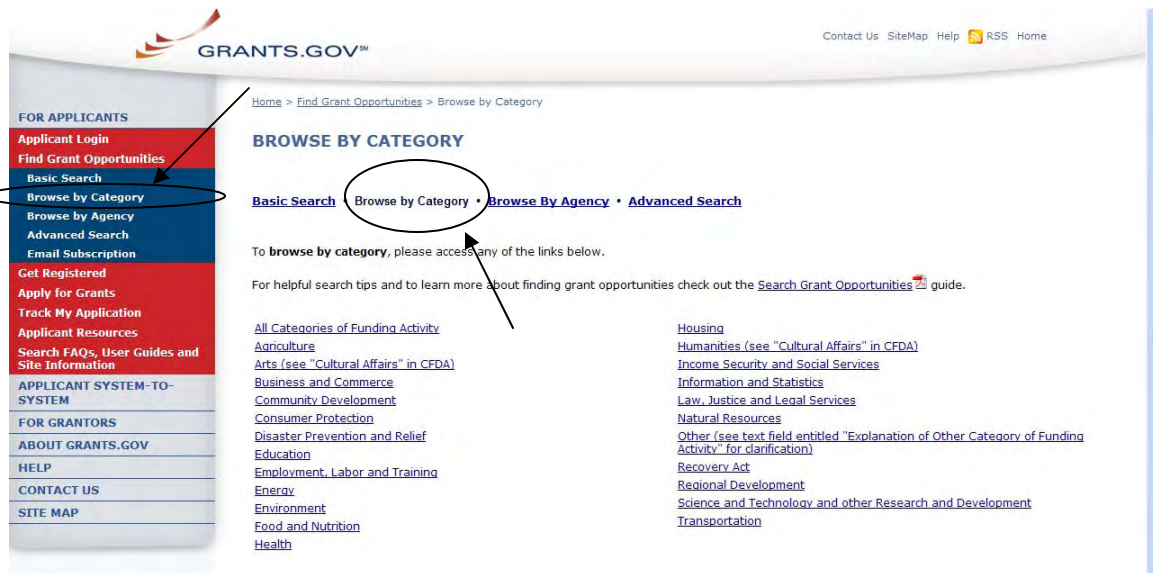 GRANTS.GOV℠
Contact Us SiteMap Help RSS Home
FOR APPLICANTS
Applicant Login
Find Grant Opportunities
Basic Search
Browse by Category
Browse by Agency
Advanced Search
Email Subscription
Get Registered
Apply for Grants
Track My Application
Applicant Resources
Search FAQs, User Guides and
Site Information
APPLICANT SYSTEM-TO-
SYSTEM
FOR GRANTORS
ABOUT GRANTS.GOV
HELP
CONTACT US
SITE MAP
Home > Find Grant Opportunities > Browse by Category
BROWSE BY CATEGORY
Basic Search • Browse by Category • Browse By Agency • Advanced Search
To browse by category, please access any of the links below.
For helpful search tips and to learn more about finding grant opportunities check out the Search Grant Opportunities guide.
All Categories of Funding Activity
Agriculture
Arts (see "Cultural Affairs" in CFDA)
Business and Commerce
Community Development
Consumer Protection
Disaster Prevention and Relief
Education
Employment, Labor and Training
Energy
Environment
Food and Nutrition
Health
Housing
Humanities (see "Cultural Affairs" in CFDA)
Income Security and Social Services
Information and Statistics
Law, Justice and Legal Services
Natural Resources
Other (see text field entitled "Explanation of Other Category of Funding
Activity" for clarification)
Recovery Act
Regional Development
Science and Technology and other Research and Development
Transportation